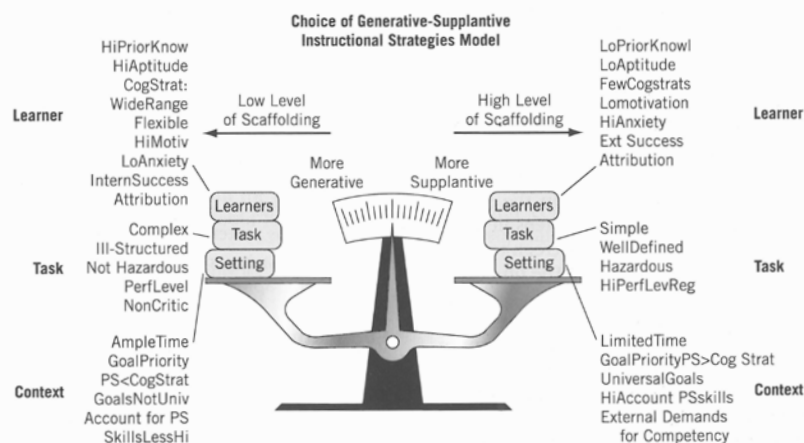 Choice of Generative-Supplantive
Instructional Strategies Model
Learner
HiPriorKnow
HiAptitude
CogStrat:
WideRange
Flexible
HiMotiv
LoAnxiety
InternSuccess
Attribution
Low Level
of Scaffolding
High Level
of Scaffolding
LoPriorKnowl
LoAptitude
FewCogstrats
Lomotivation
HiAnxiety
Ext Success
Attribution
Learner
More
Generative
More
Supplantive
Learners
Task
Setting
Learners
Task
Setting
Task
Complex
Ill-Structured
Not Hazardous
PerfLevel
NonCritic
Simple
WellDefined
Hazardous
HiPerfLevReg
Task
Context
AmpleTime
GoalPriority
PS<CogStrat
GoalsNotUniv
Account for PS
SkillsLessHi
LimitedTime
GoalPriorityPS>Cog Strat
UniversalGoals
HiAccount PSskills
External Demands
for Competency
Context